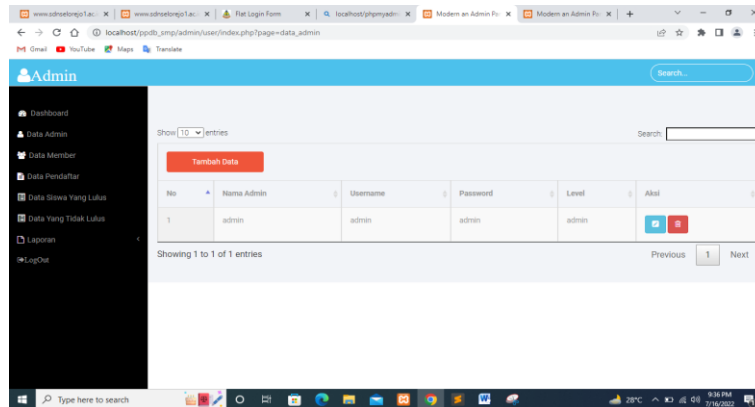 www.sdnselorejo1.ac.
www.sdnselorejo1.ac.
Flat Login Form
localhost/phpmyadmi
Modern an Admin Pa
Modern an Admin Pa
localhost/ppdb_smp/admin/user/index.php?page=data_admin
Gmail YouTube Maps Translate
Admin
Search...
Dashboard
Data Admin
Data Member
Data Pendaftar
Data Siswa Yang Lulus
Data Yang Tidak Lulus
Laporan
LogOut
Show 10 entries
Search:
Tambah Data
No Nama Admin Username Password Level Aksi
1 admin admin admin admin
Showing 1 to 1 of 1 entries
Previous 1 Next
Type here to search
28°C
9:36 PM
7/16/2022